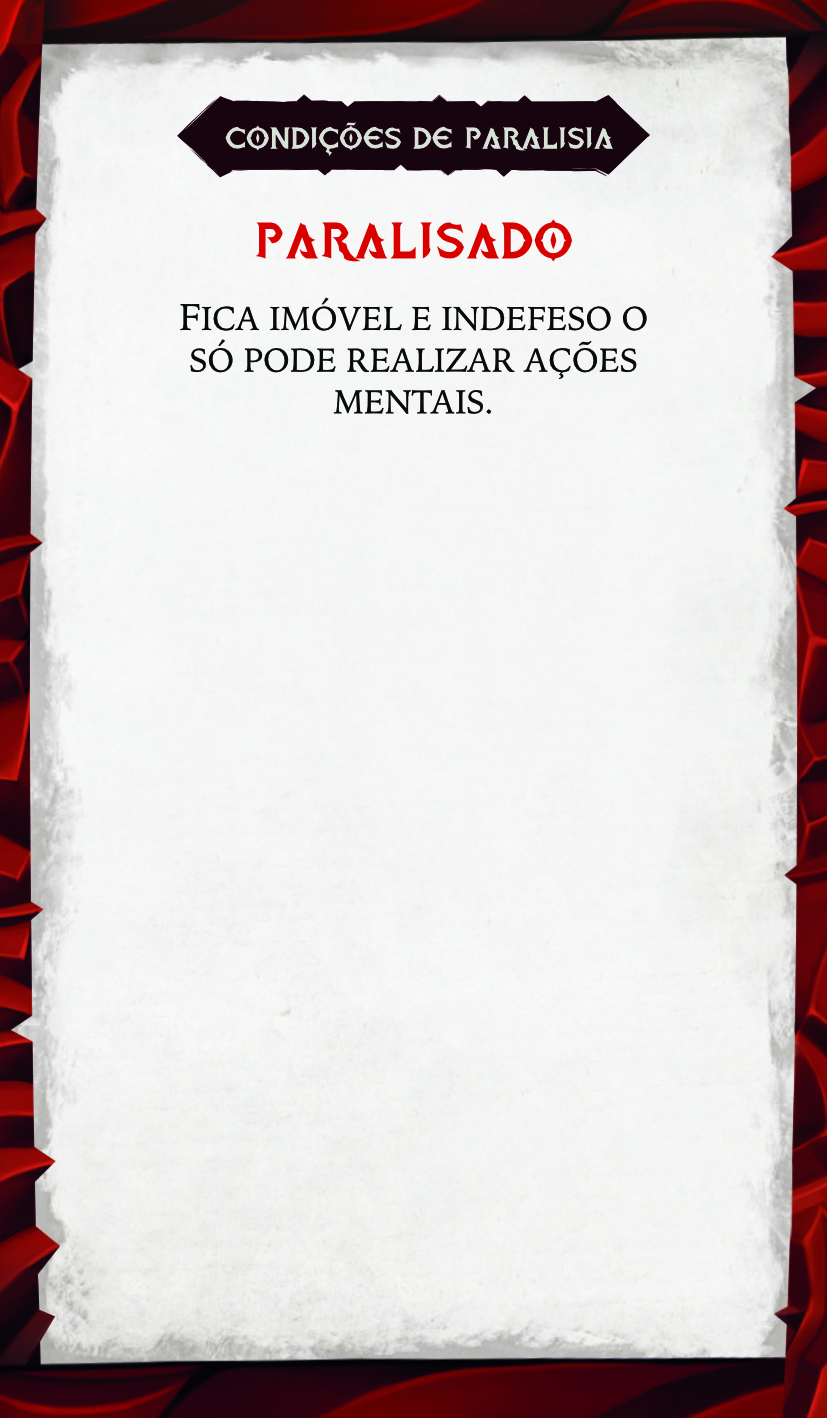 CONDIÇÕES DE PARALISIA
PARALISADO
FICA IMÓVEL E INDEFESO O
SÓ PODE REALIZAR AÇÕES
MENTAIS.